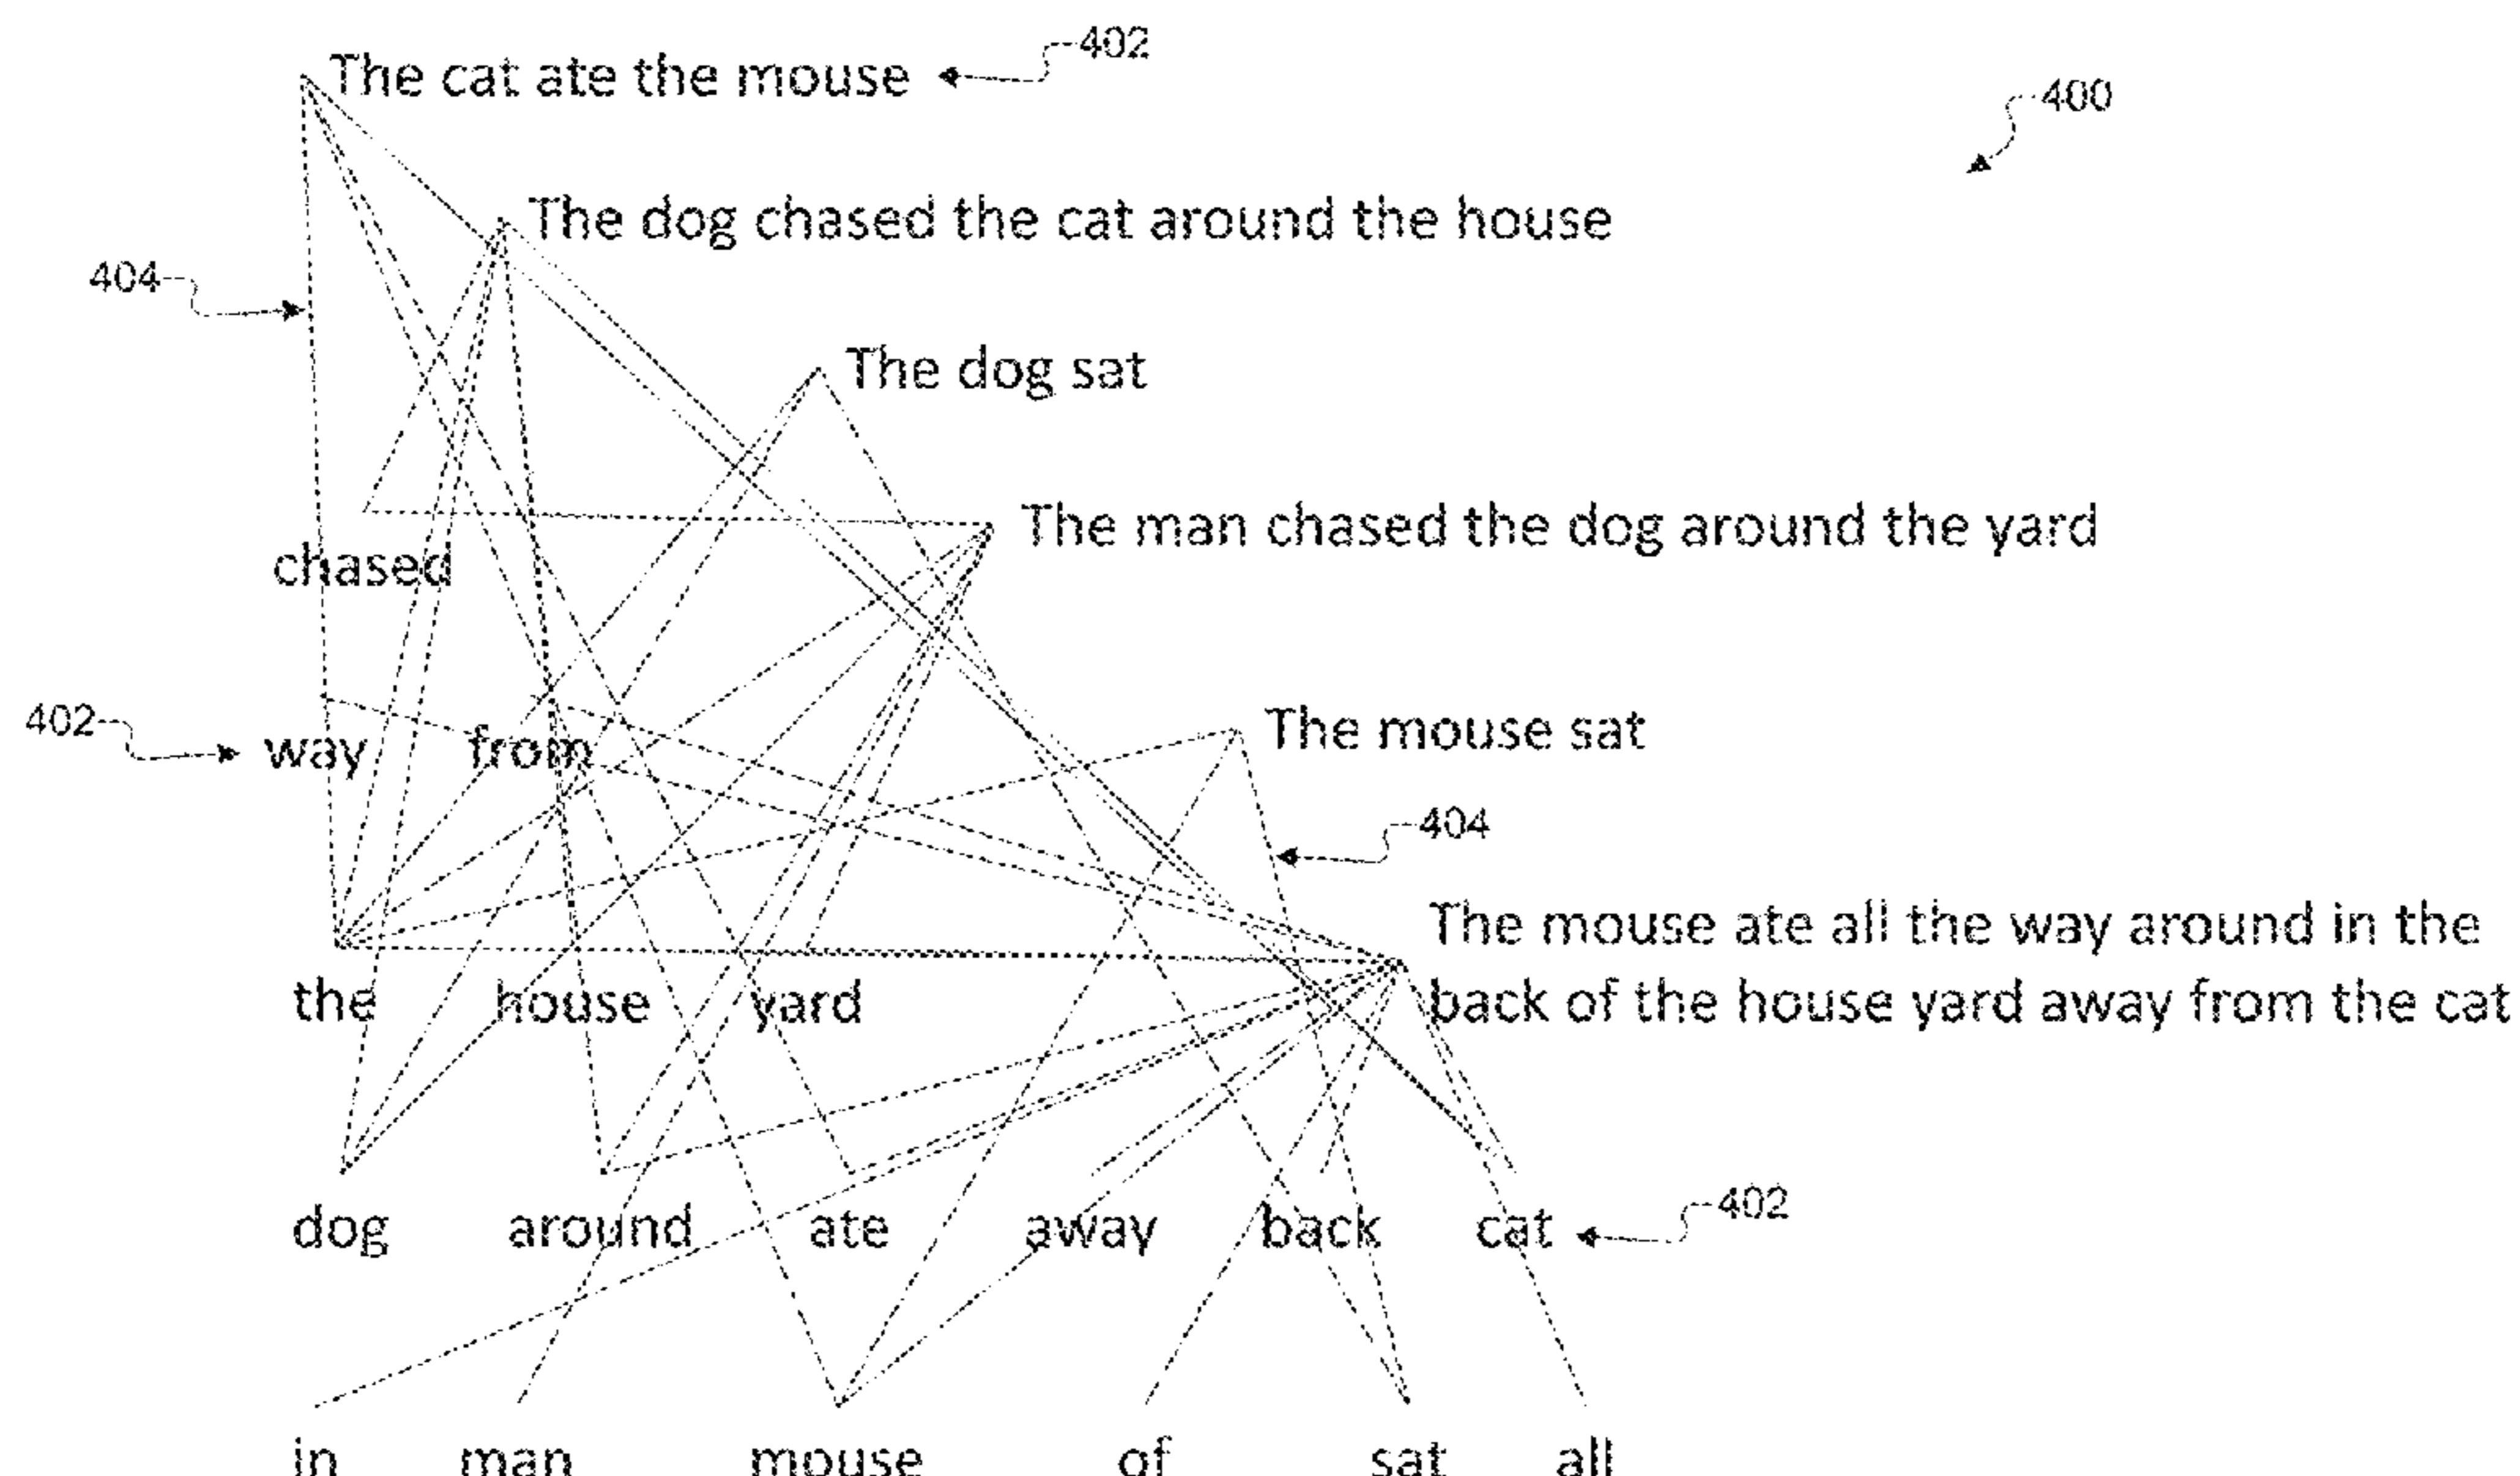 The cat ate the mouse 402
400
The dog chased the cat around the house
404
The dog sat
The man chased the dog around the yard
chased
402 way from The mouse sat
404
The mouse ate all the way around in the
back of the house yard away from the cat
the house yard
dog around ate away back cat 402
in man mouse of sat all